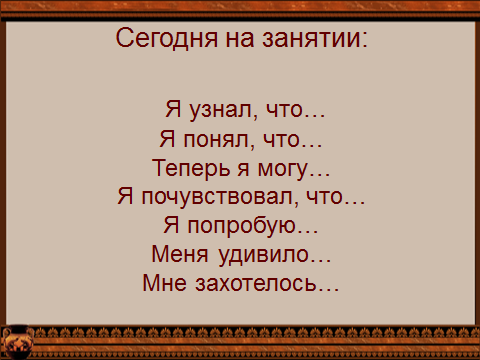 Сегодня на занятии:
Я узнал, что…
Я понял, что…
Теперь я могу…
Я почувствовал, что…
Я попробую…
Меня удивило…
Мне захотелось…